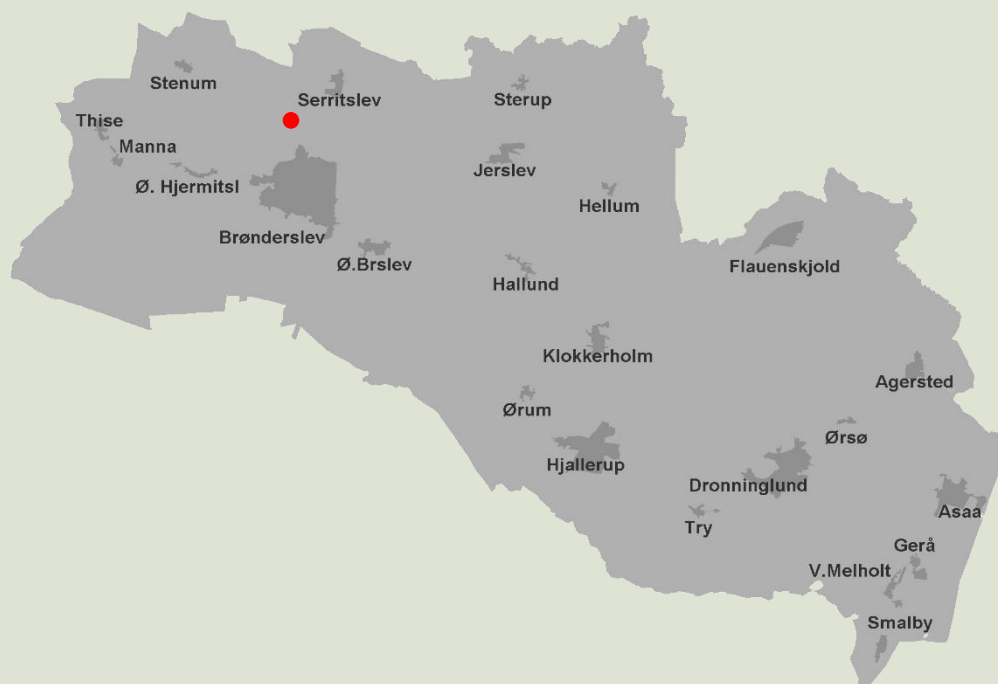 Stenum
Serritslev
Sterup
Thise
Manna
Jerslev
Ø. Hjermitsl
Hellum
Brønderslev
Ø.Brslev
Flauenskjold
Hallund
Klokkerholm
Agersted
Ørum
Ørsø
Hjallerup
Dronninglund
Asaa
Try
Gerå
V.Melholt
Smalby